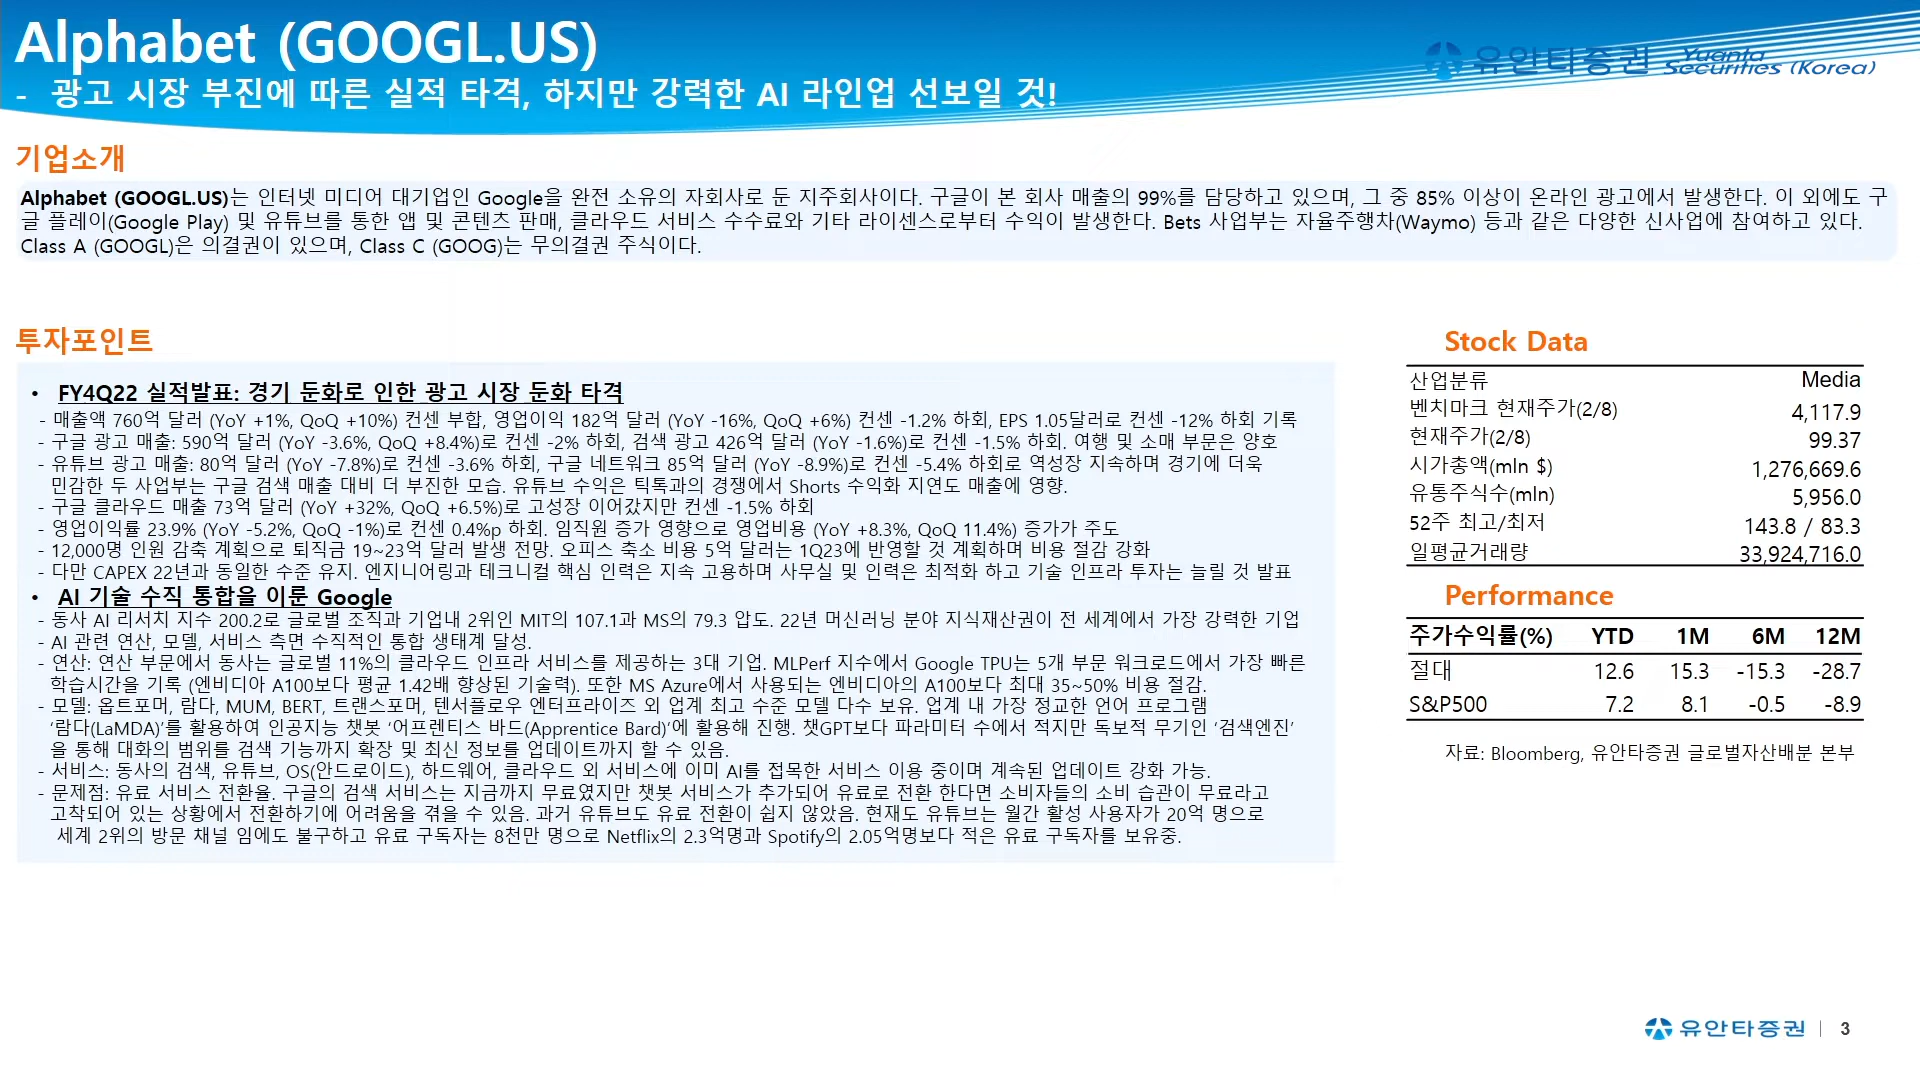 Alphabet (GOOGL.US)
- 광고 시장 부진에 따른 실적 타격, 하지만 강력한 AI 라인업 선보일 것!
유안타증권 Yuanta Securities (Korea)
기업소개
Alphabet (GOOGL.US)는 인터넷 미디어 대기업인 Google을 완전 소유의 자회사로 둔 지주회사이다. 구글이 본 회사 매출의 99%를 담당하고 있으며, 그 중 85% 이상이 온라인 광고에서 발생한다. 이 외에도 구
글 플레이(Google Play) 및 유튜브를 통한 앱 및 콘텐츠 판매, 클라우드 서비스 수수료와 기타 라이센스로부터 수익이 발생한다. Bets 사업부는 자율주행차(Waymo) 등과 같은 다양한 신사업에 참여하고 있다.
Class A (GOOGL)은 의결권이 있으며, Class C (GOOG)는 무의결권 주식이다.
투자포인트
• FY4Q22 실적발표: 경기 둔화로 인한 광고 시장 둔화 타격
- 매출액 760억 달러 (YoY +1%, QoQ +10%) 컨센 부합, 영업이익 182억 달러 (YoY -16%, QoQ +6%) 컨센 -1.2% 하회, EPS 1.05달러로 컨센 -12% 하회 기록
- 구글 광고 매출: 590억 달러 (YoY -3.6%, QoQ +8.4%)로 컨센 -2% 하회, 검색 광고 426억 달러 (YoY -1.6%)로 컨센 -1.5% 하회. 여행 및 소매 부문은 양호
- 유튜브 광고 매출: 80억 달러 (YoY -7.8%)로 컨센 -3.6% 하회, 구글 네트워크 85억 달러 (YoY -8.9%)로 컨센 -5.4% 하회로 역성장 지속하며 경기에 더욱
민감한 두 사업부는 구글 검색 매출 대비 더 부진한 모습. 유튜브 수익은 틱톡과의 경쟁에서 Shorts 수익화 지연도 매출에 영향.
- 구글 클라우드 매출 73억 달러 (YoY +32%, QoQ +6.5%)로 고성장 이어갔지만 컨센 -1.5% 하회
- 영업이익률 23.9% (YoY -5.2%, QoQ -1%)로 컨센 0.4%p 하회. 임직원 증가 영향으로 영업비용 (YoY +8.3%, QoQ 11.4%) 증가가 주도
- 12,000명 인원 감축 계획으로 퇴직금 19~23억 달러 발생 전망. 오피스 축소 비용 5억 달러는 1Q23에 반영할 것 계획하며 비용 절감 강화
- 다만 CAPEX 22년과 동일한 수준 유지. 엔지니어링과 테크니컬 핵심 인력은 지속 고용하며 사무실 및 인력은 최적화 하고 기술 인프라 투자는 늘릴 것 발표
• AI 기술 수직 통합을 이룬 Google
- 동사 AI 리서치 지수 200.2로 글로벌 조직과 기업내 2위인 MIT의 107.1과 MS의 79.3 압도. 22년 머신러닝 분야 지식재산권이 전 세계에서 가장 강력한 기업
- AI 관련 연산, 모델, 서비스 측면 수직적인 통합 생태계 달성.
- 연산: 연산 부문에서 동사는 글로벌 11%의 클라우드 인프라 서비스를 제공하는 3대 기업. MLPerf 지수에서 Google TPU는 5개 부문 워크로드에서 가장 빠른
학습시간을 기록 (엔비디아 A100보다 평균 1.42배 향상된 기술력). 또한 MS Azure에서 사용되는 엔비디아의 A100보다 최대 35~50% 비용 절감.
- 모델: 옵트포머, 람다, MUM, BERT, 트랜스포머, 텐서플로우 엔터프라이즈 외 업계 최고 수준 모델 다수 보유. 업계 내 가장 정교한 언어 프로그램
‘람다(LaMDA)’를 활용하여 인공지능 챗봇 ‘어프렌티스 바드(Apprentice Bard)’에 활용해 진행. 챗GPT보다 파라미터 수에서 적지만 독보적 무기인 ‘검색엔진’
을 통해 대화의 범위를 검색 기능까지 확장 및 최신 정보를 업데이트까지 할 수 있음.
- 서비스: 동사의 검색, 유튜브, OS(안드로이드), 하드웨어, 클라우드 외 서비스에 이미 AI를 접목한 서비스 이용 중이며 계속된 업데이트 강화 가능.
- 문제점: 유료 서비스 전환율. 구글의 검색 서비스는 지금까지 무료였지만 챗봇 서비스가 추가되어 유료로 전환 한다면 소비자들의 소비 습관이 무료라고
고착되어 있는 상황에서 전환하기에 어려움을 겪을 수 있음. 과거 유튜브도 유료 전환이 쉽지 않았음. 현재도 유튜브는 월간 활성 사용자가 20억 명으로
세계 2위의 방문 채널 임에도 불구하고 유료 구독자는 8천만 명으로 Netflix의 2.3억명과 Spotify의 2.05억명보다 적은 유료 구독자를 보유중.
Stock Data
산업분류 Media
벤치마크 현재주가(2/8) 4,117.9
현재주가(2/8) 99.37
시가총액(mln $) 1,276,669.6
유통주식수(mln) 5,956.0
52주 최고/최저 143.8 / 83.3
일평균거래량 33,924,716.0
Performance
주가수익률(%) YTD 1M 6M 12M
절대 12.6 15.3 -15.3 -28.7
S&P500 7.2 8.1 -0.5 -8.9
자료: Bloomberg, 유안타증권 글로벌자산배분 본부
유안타증권 | 3